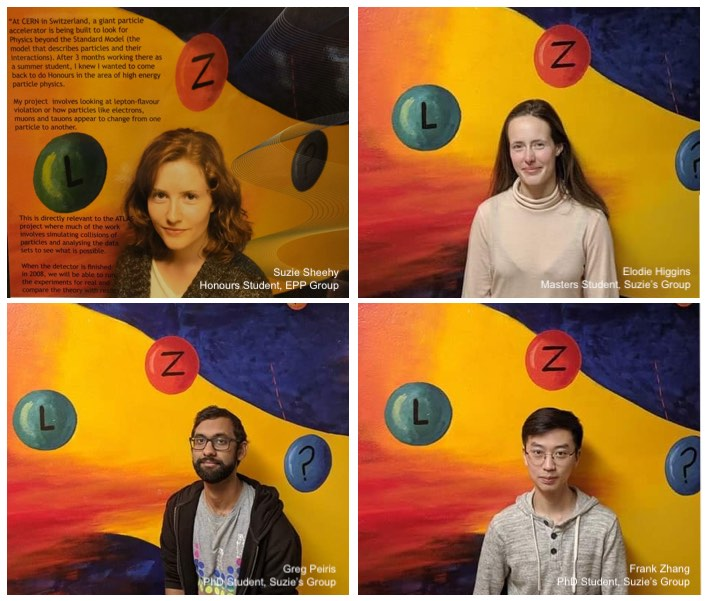 "At CERN in Switzerland, a giant particle
accelerator is being built to look for
Physics beyond the Standard Model (the
model that describes particles and their
interactions). After 3 months working there as
a summer student, I knew I wanted to come
back to do Honours in the area of high energy
particle physics.
My project involves looking at lepton-flavour
violation or how particles like electrons,
muons and tauons appear to change from one
particle to another.
Z
L
?
This is directly relevant to the ATLAS
project where much of the work
involves simulating collisions of
particles and analysing the data
sets to see what is possible.
When the detector is finished
in 2008, we will be able to run
the experiments for real and
compare the theory with
Suzie Sheehy
Honours Student, EPP Group
Z
L
?
Elodie Higgins
Masters Student, Suzie's Group
Z
L
?
Greg Peiris
PhD Student, Suzie's Group
Z
L
?
Frank Zhang
PhD Student, Suzie's Group